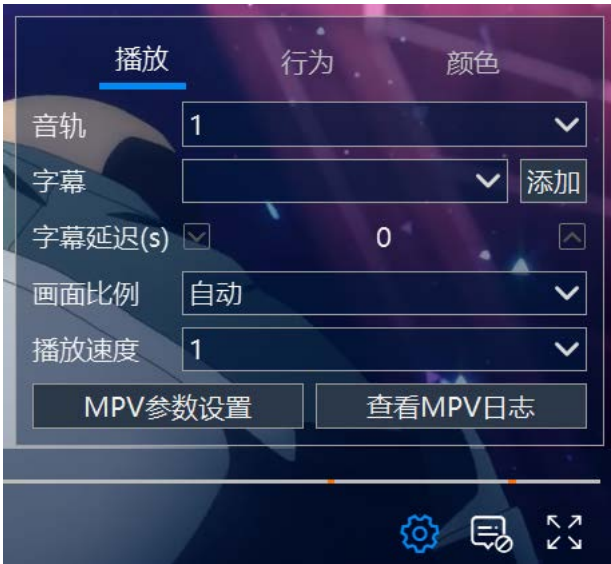 播放 行为 颜色
音轨 1
字幕 添加
字幕延迟(s) 0
画面比例 自动
播放速度 1
MPV参数设置 查看MPV日志